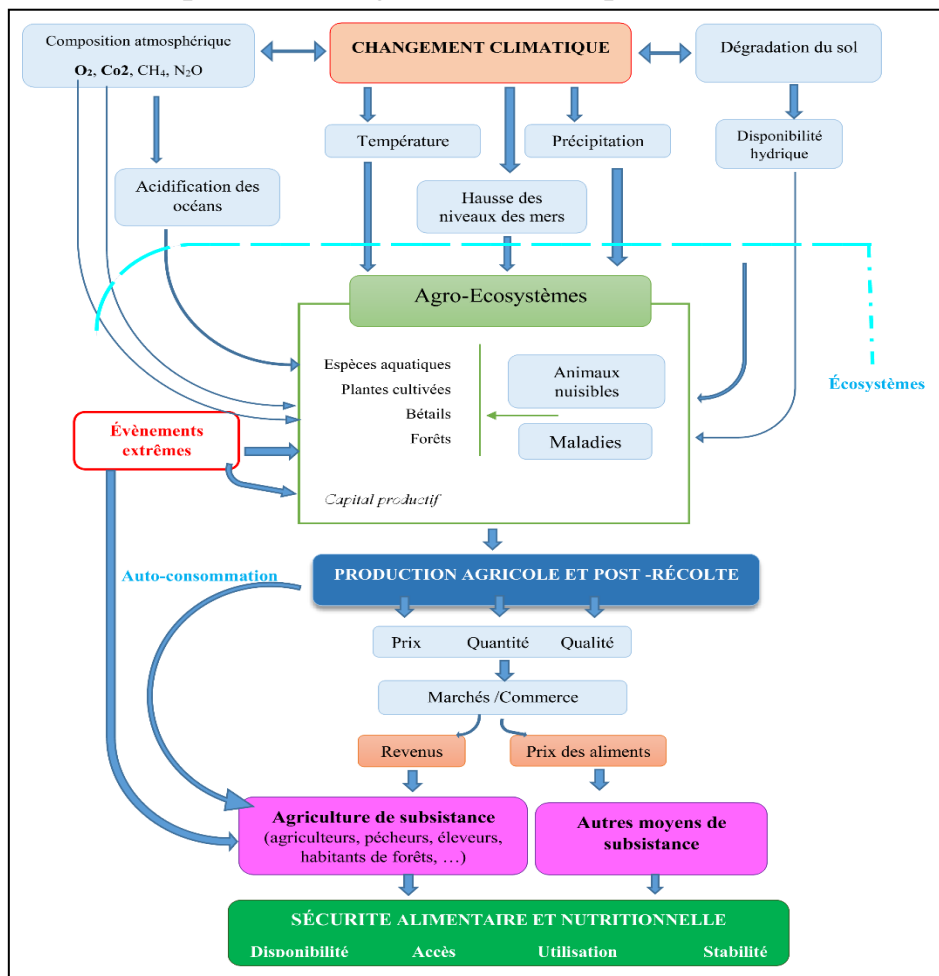 Composition atmosphérique
O₂, Co2, CH₄, N₂O
CHANGEMENT CLIMATIQUE
Dégradation du sol
Température
Précipitation
Disponibilité
hydrique
Acidification des
océans
Hausse des
niveaux des mers
Agro-Ecosystèmes
Espèces aquatiques
Plantes cultivées
Bétails
Forêts
Animaux
nuisibles
Maladies
Écosystèmes
Évènements
extrêmes
Capital productif
Auto-consommation
PRODUCTION AGRICOLE ET POST -RÉCOLTE
Prix Quantité Qualité
Marchés /Commerce
Revenus
Prix des aliments
Agriculture de subsistance
(agriculteurs, pécheurs, éleveurs,
habitants de forêts, …)
Autres moyens de
subsistance
SÉCURITE ALIMENTAIRE ET NUTRITIONNELLE
Disponibilité Accès Utilisation Stabilité